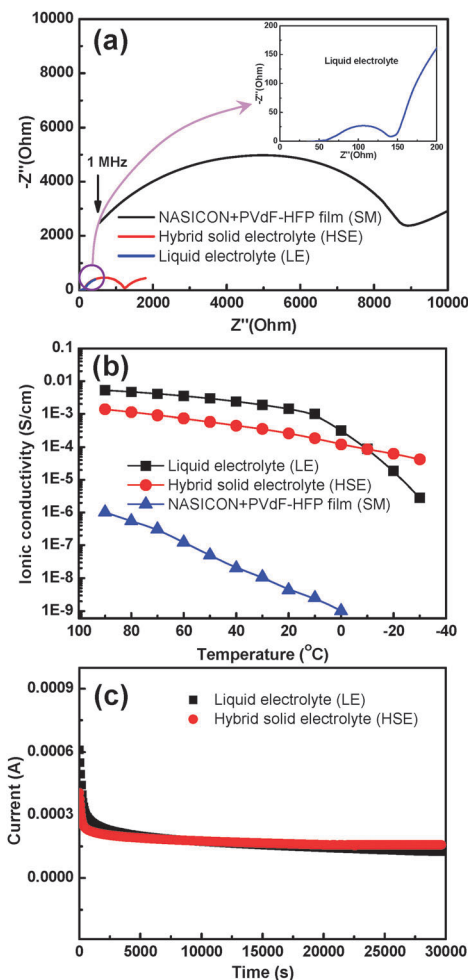 (a)
10000
8000
6000
4000
2000
0
-Z"(Ohm)
1 MHz
200
150
100
50
0
-Z"(Ohm)
Liquid electrolyte
0 50 100 150 200
Z"(Ohm)
NASICON+PVdF-HFP film (SM)
Hybrid solid electrolyte (HSE)
Liquid electrolyte (LE)
0 2000 4000 6000 8000 10000
Z"(Ohm)
(b)
0.1
0.01
1E-3
1E-4
1E-5
1E-6
1E-7
1E-8
1E-9
Ionic conductivity (S/cm)
Liquid electrolyte (LE)
Hybrid solid electrolyte (HSE)
NASICON+PVdF-HFP film (SM)
100 80 60 40 20 0 -20 -40
Temperature (°C)
(c)
0.0009
0.0006
0.0003
0.0000
Current (A)
Liquid electrolyte (LE)
Hybrid solid electrolyte (HSE)
0 5000 10000 15000 20000 25000 30000
Time (s)